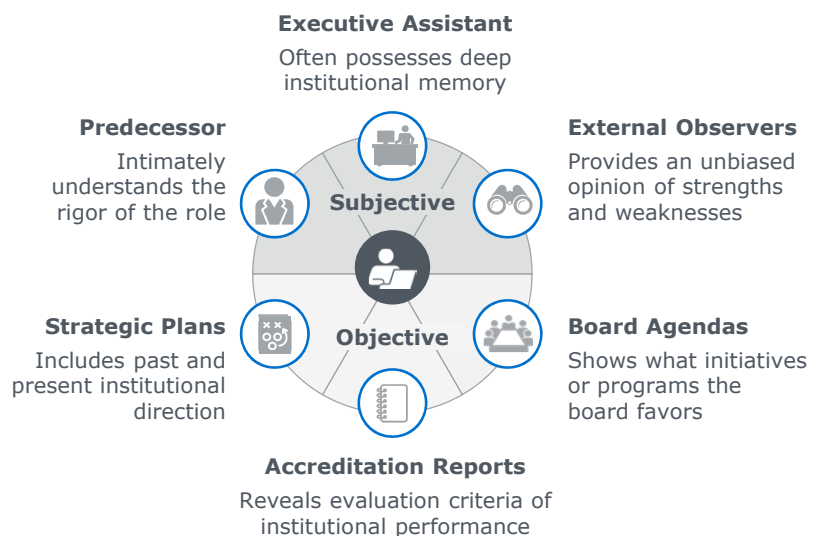 Executive Assistant
Often possesses deep
institutional memory
Predecessor
Intimately
understands the
rigor of the role
External Observers
Provides an unbiased
opinion of strengths
and weaknesses
Subjective
Objective
Strategic Plans
Includes past and
present institutional
direction
Board Agendas
Shows what initiatives
or programs the
board favors
Accreditation Reports
Reveals evaluation criteria of
institutional performance